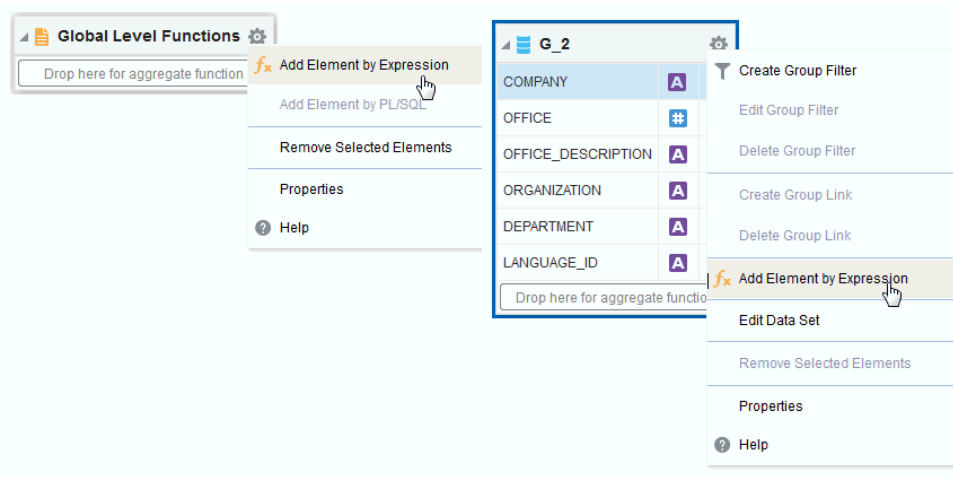 Global Level Functions
Drop here for aggregate function
fx Add Element by Expression
Add Element by PL/SQL
Remove Selected Elements
Properties
? Help
G_2
COMPANY A
OFFICE #
OFFICE_DESCRIPTION A
ORGANIZATION A
DEPARTMENT A
LANGUAGE_ID A
Drop here for aggregate functio
Create Group Filter
Edit Group Filter
Delete Group Filter
Create Group Link
Delete Group Link
fx Add Element by Expression
Edit Data Set
Remove Selected Elements
Properties
? Help